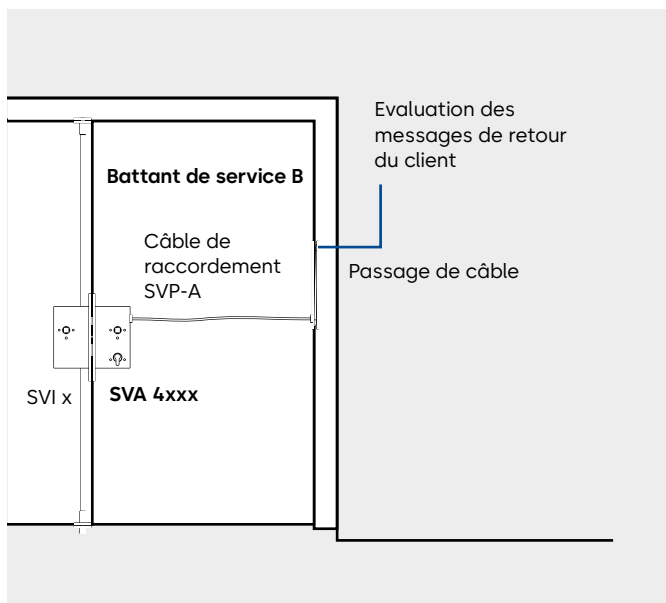 Evaluation des
messages de retour
du client
Battant de service B
Câble de
raccordement
SVP-A
Passage de câble
SVI x
SVA 4xxx